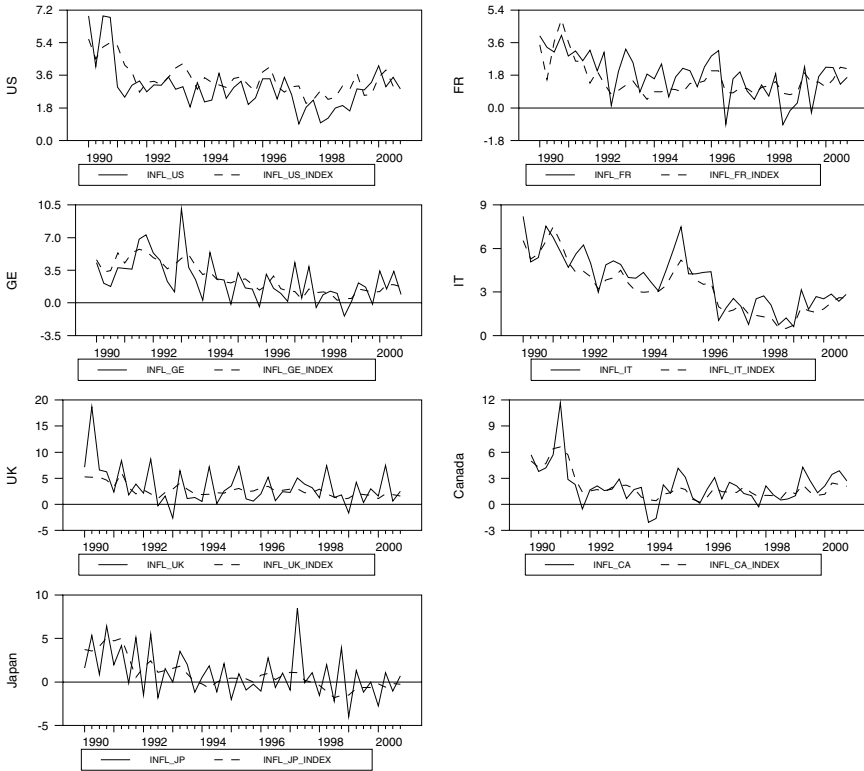 US
7.2
5.4
3.6
1.8
0.0
1990 1992 1994 1996 1998 2000
INFL_US INFL_US_INDEX
FR
5.4
3.6
1.8
0.0
-1.8
1990 1992 1994 1996 1998 2000
INFL_FR INFL_FR_INDEX
GE
10.5
7.0
3.5
0.0
-3.5
1990 1992 1994 1996 1998 2000
INFL_GE INFL_GE_INDEX
IT
9
6
3
0
1990 1992 1994 1996 1998 2000
INFL_IT INFL_IT_INDEX
UK
20
15
10
5
0
-5
1990 1992 1994 1996 1998 2000
INFL_UK INFL_UK_INDEX
Canada
12
9
6
3
0
-3
1990 1992 1994 1996 1998 2000
INFL_CA INFL_CA_INDEX
Japan
10
5
0
-5
1990 1992 1994 1996 1998 2000
INFL_JP INFL_JP_INDEX